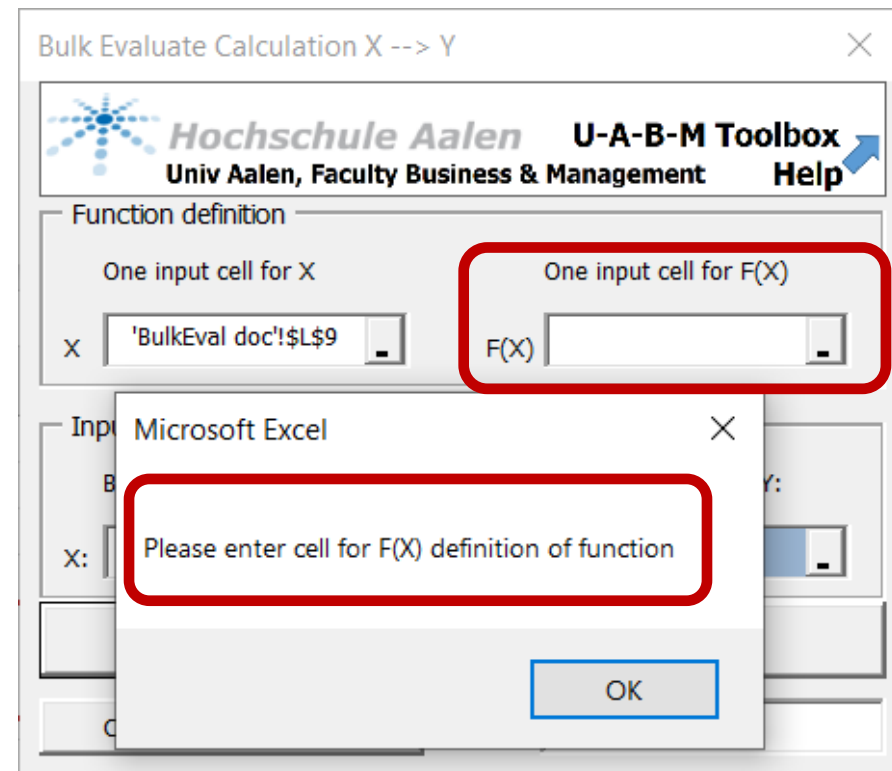 Bulk Evaluate Calculation X --> Y
Hochschule Aalen U-A-B-M Toolbox
Univ Aalen, Faculty Business & Management Help
Function definition
One input cell for X One input cell for F(X)
X 'BulkEval doc'!$L$9 F(X)
Microsoft Excel
Y:
X: Please enter cell for F(X) definition of function
OK